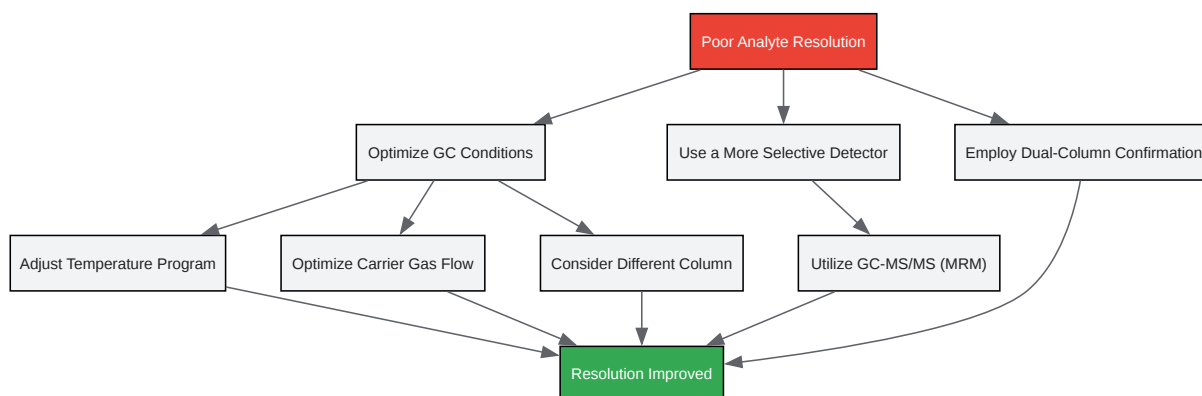 Poor Analyte Resolution
Optimize GC Conditions
Use a More Selective Detector
Employ Dual-Column Confirmation
Adjust Temperature Program
Optimize Carrier Gas Flow
Consider Different Column
Utilize GC-MS/MS (MRM)
Resolution Improved